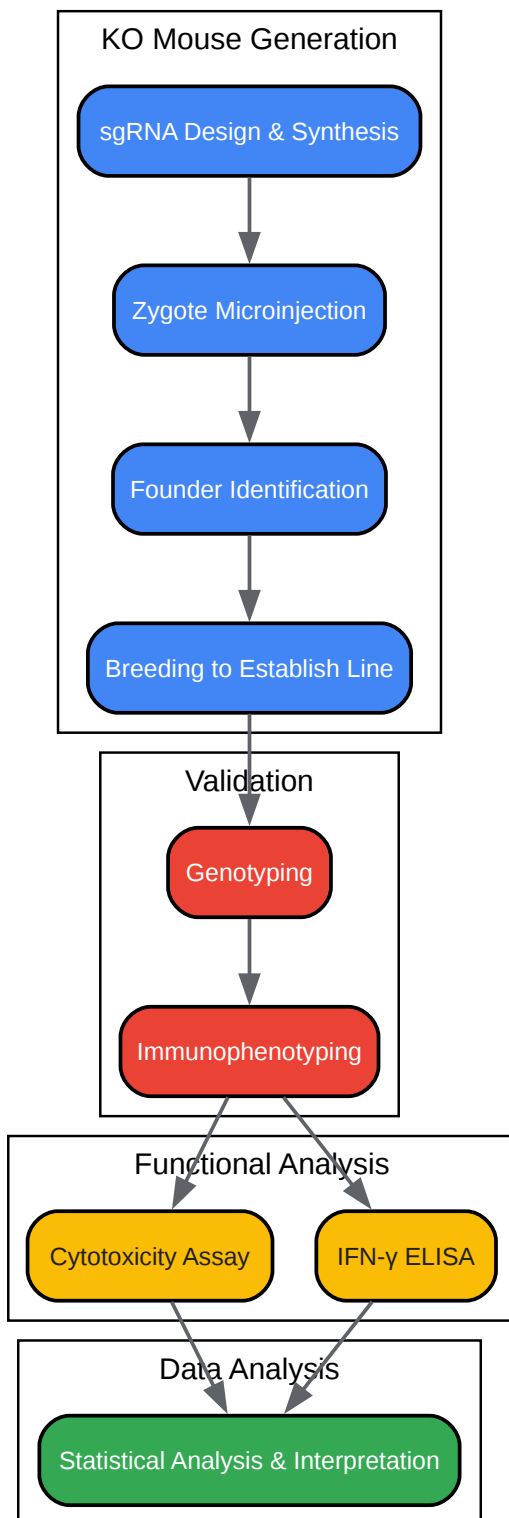 KO Mouse Generation
sgRNA Design & Synthesis
Zygote Microinjection
Founder Identification
Breeding to Establish Line
Validation
Genotyping
Immunophenotyping
Functional Analysis
Cytotoxicity Assay
IFN-γ ELISA
Data Analysis
Statistical Analysis & Interpretation